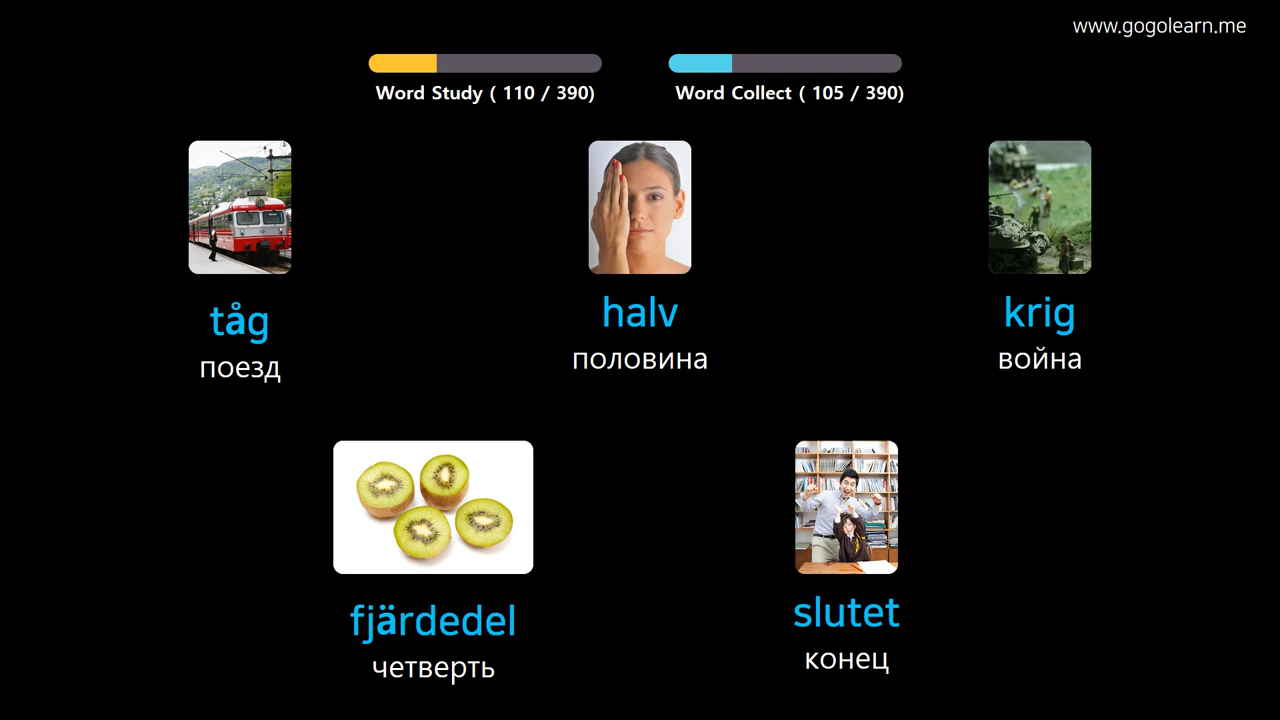 www.gogolearn.me
Word Study ( 110 / 390)
Word Collect ( 105 / 390)
tåg
halv
krig
поезд
половина
война
fjärdedel
slutet
четверть
конец